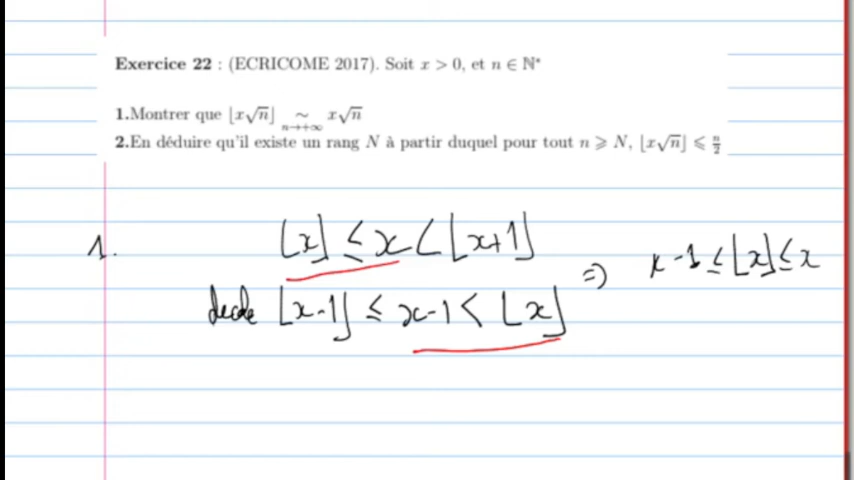 Exercice 22 : (ECRICOME 2017). Soit x > 0, et n ∈ ℕ*
1.Montrer que ⌊x√n⌋ ∼ x√n
n→+∞
2.En déduire qu'il existe un rang N à partir duquel pour tout n ⩾ N, ⌊x√n⌋ ⩽ n/2
1. ⌊x⌋ ≤ x < ⌊x+1⌋
⌊x-1⌋ ≤ x-1 < ⌊x⌋ ⇒ x-1 ≤ ⌊x⌋ ≤ x